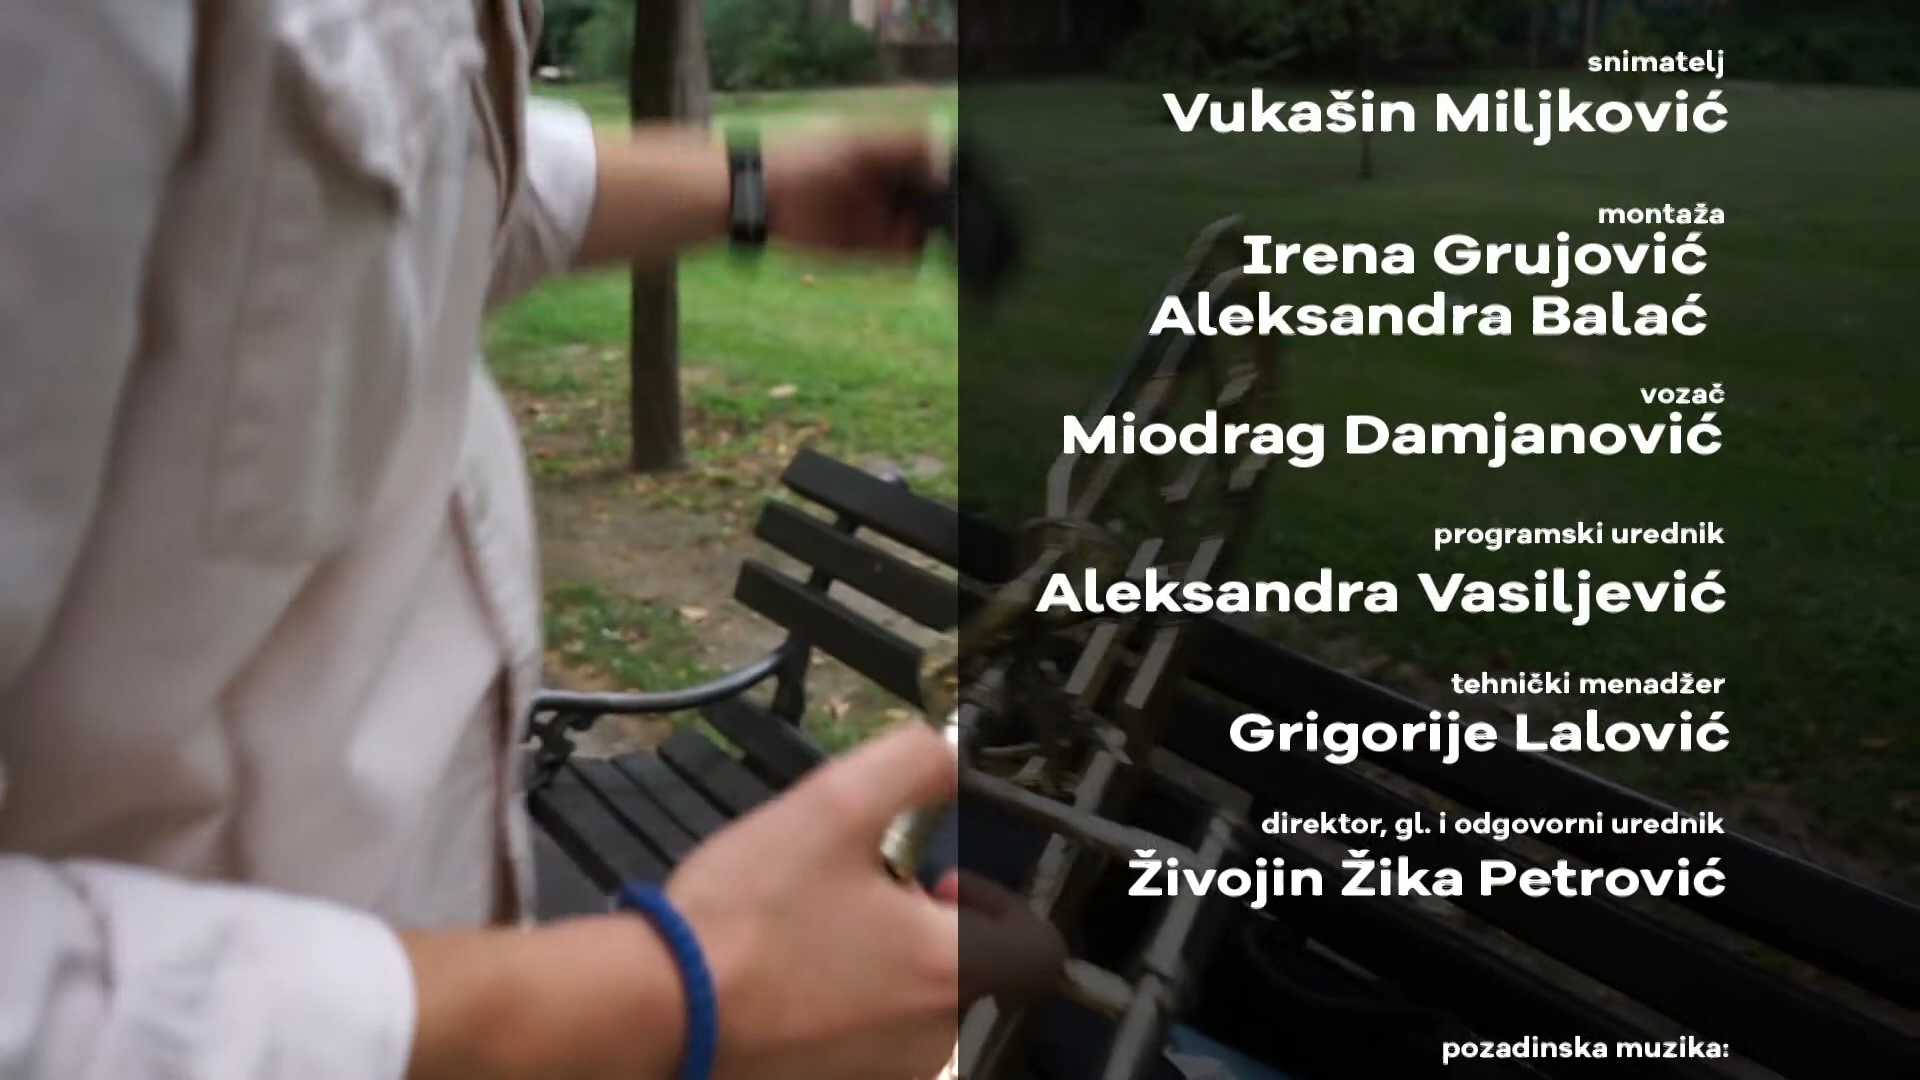 snimatelj
Vukašin Miljković
montaža
Irena Grujović
Aleksandra Balać
vozač
Miodrag Damjanović
programski urednik
Aleksandra Vasiljević
tehnički menadžer
Grigorije Lalović
direktor, gl. i odgovorni urednik
Živojin Žika Petrović
pozadinska muzika: